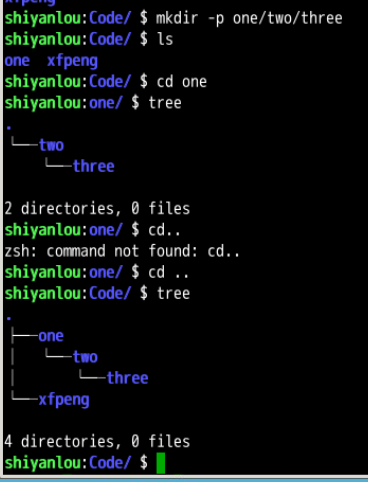 shiyanlou:Code/ $ mkdir -p one/two/three
shiyanlou:Code/ $ ls
one  xfpeng
shiyanlou:Code/ $ cd one
shiyanlou:one/ $ tree
.
└──two
    └──three

2 directories, 0 files
shiyanlou:one/ $ cd..
zsh: command not found: cd..
shiyanlou:one/ $ cd ..
shiyanlou:Code/ $ tree
.
├──one
│   └──two
│       └──three
└──xfpeng

4 directories, 0 files
shiyanlou:Code/ $